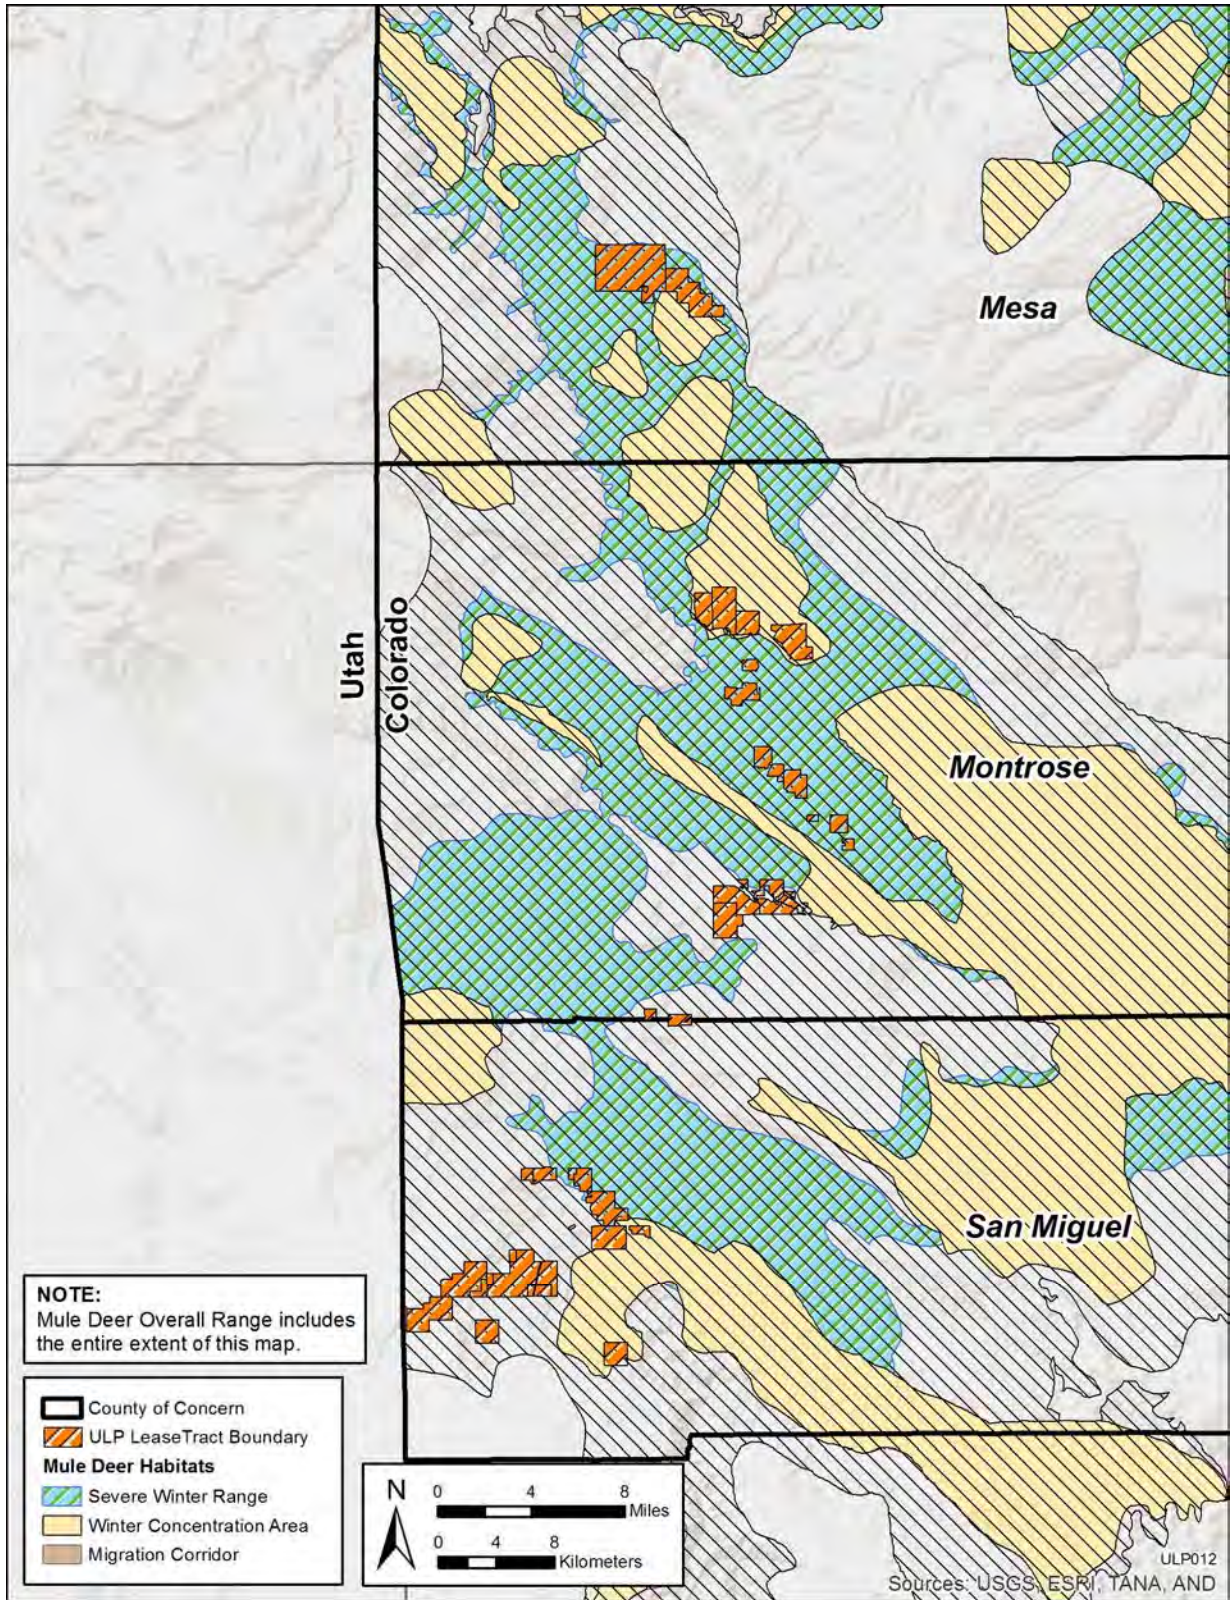 Mesa
Utah
Colorado
Montrose
San Miguel
NOTE:
Mule Deer Overall Range includes
the entire extent of this map.
County of Concern
ULP LeaseTract Boundary
Mule Deer Habitats
Severe Winter Range
Winter Concentration Area
Migration Corridor
N
0 4 8
Miles
0 4 8
Kilometers
ULP012
Sources: USGS, ESRI, TANA, AND